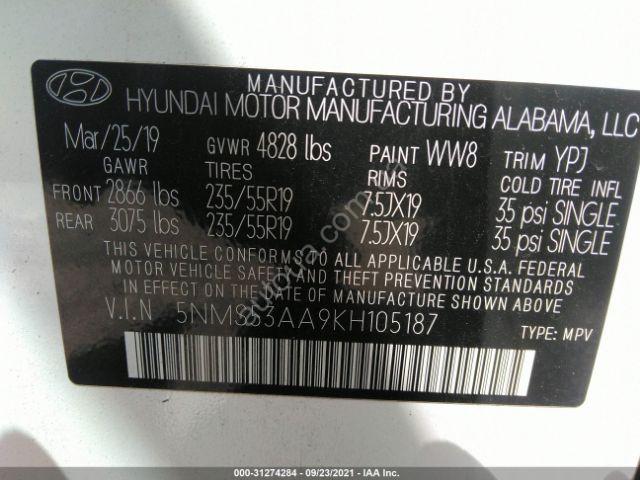 MANUFACTURED BY
HYUNDAI MOTOR MANUFACTURING ALABAMA, LLC
Mar/25/19 GVWR 4828 lbs PAINT WW8 TRIM YPJ
GAWR TIRES RIMS COLD TIRE INFL
FRONT 2866 lbs 235/55R19 7.5JX19 35 psi SINGLE
REAR 3075 lbs 235/55R19 7.5JX19 35 psi SINGLE
THIS VEHICLE CONFORMS TO ALL APPLICABLE U.S.A. FEDERAL
MOTOR VEHICLE SAFETY AND THEFT PREVENTION STANDARDS
IN EFFECT ON THE DATE OF MANUFACTURE SHOWN ABOVE.
V.I.N 5NMS53AA9KH105187
TYPE: MPV
000-31274284 - 09/23/2021 - IAA Inc.